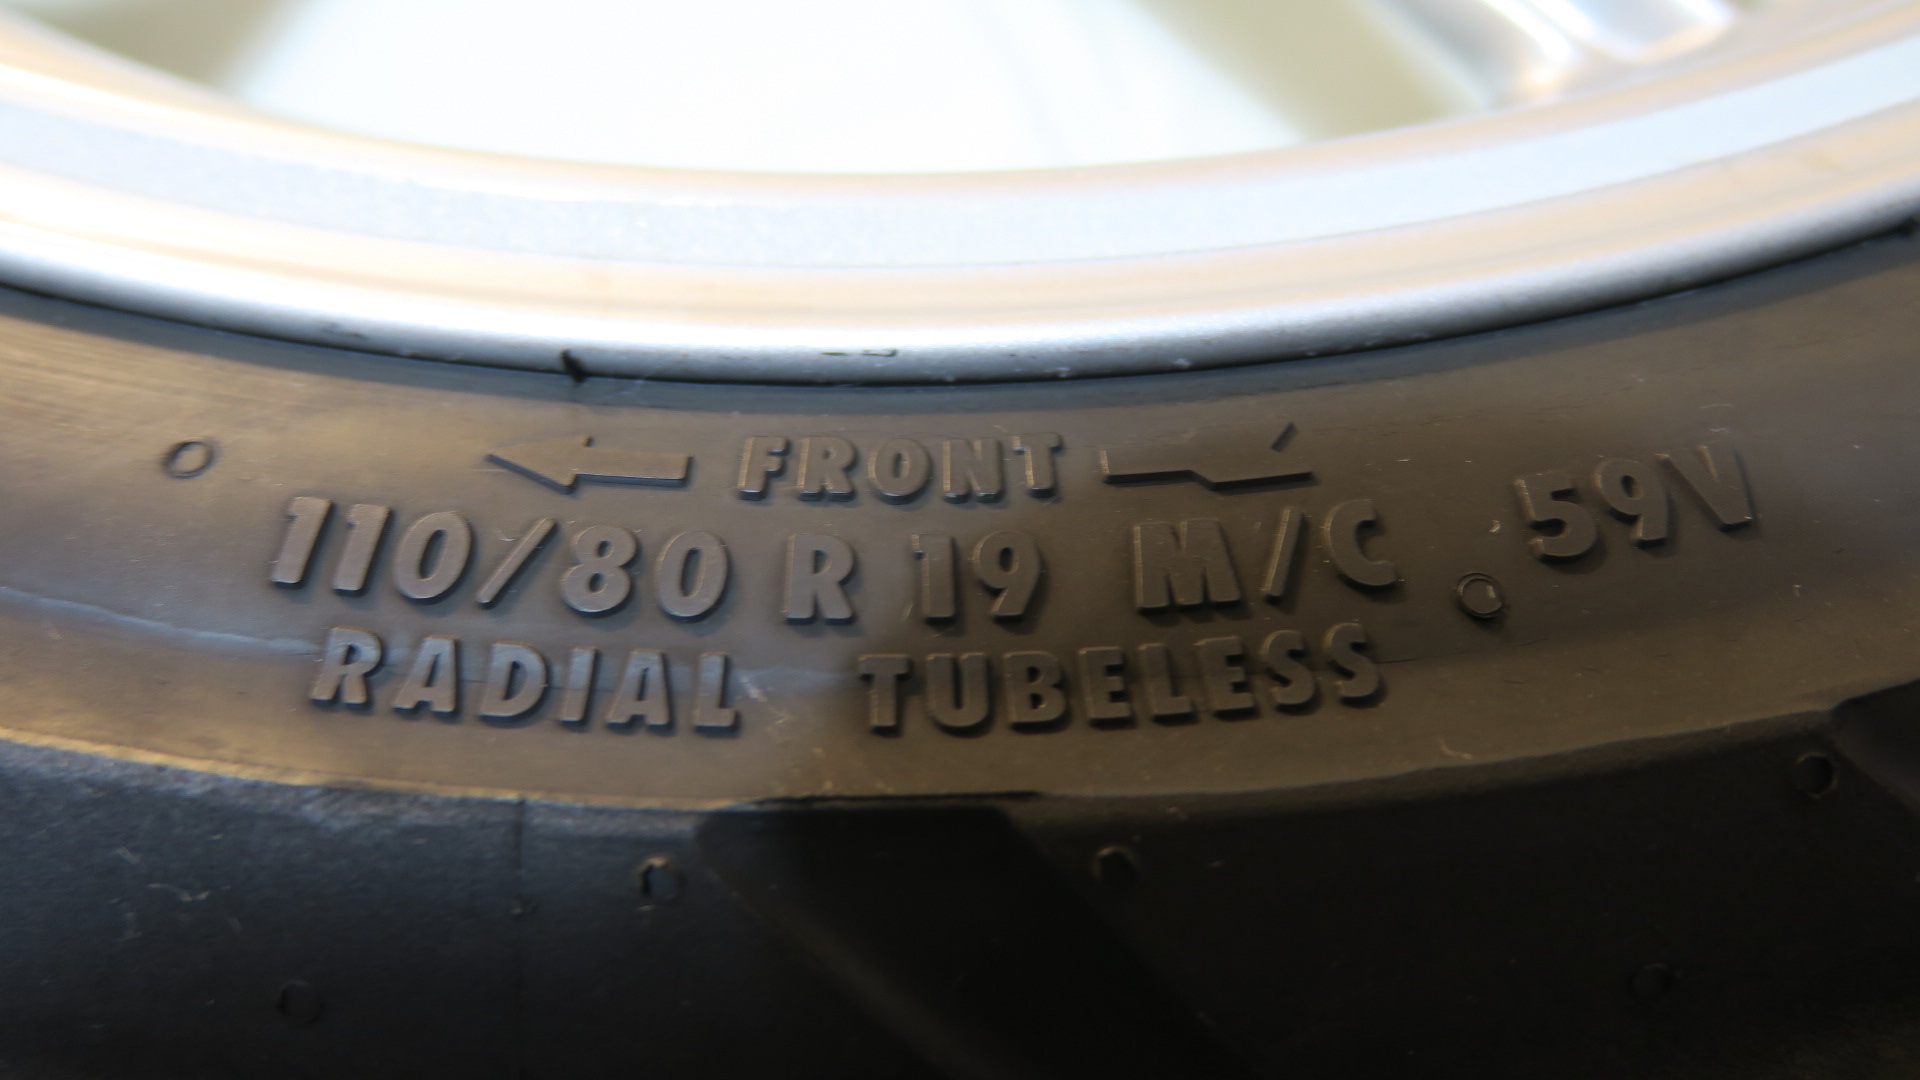 FRONT
110/80 R 19 M/C 59V
RADIAL TUBELESS